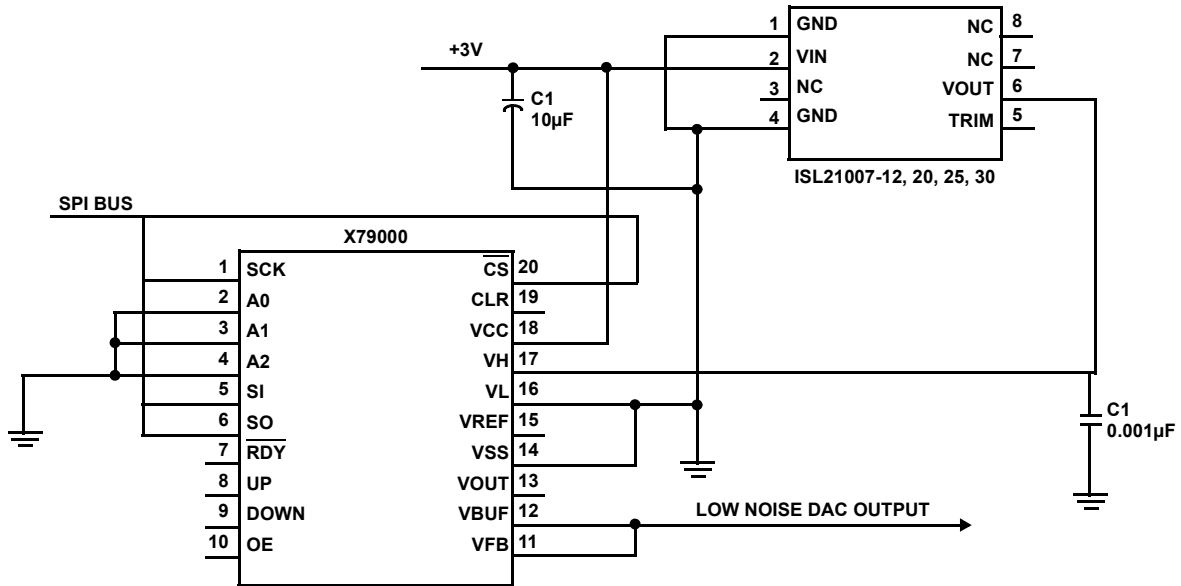 +3V
C1
10µF
1 GND
2 VIN
3 NC
4 GND
NC 8
NC 7
VOUT 6
TRIM 5
ISL21007-12, 20, 25, 30
SPI BUS
X79000
1 SCK
2 A0
3 A1
4 A2
5 SI
6 SO
7 RDY
8 UP
9 DOWN
10 OE
CS 20
CLR 19
VCC 18
VH 17
VL 16
VREF 15
VSS 14
VOUT 13
VBUF 12
VFB 11
C1
0.001µF
LOW NOISE DAC OUTPUT